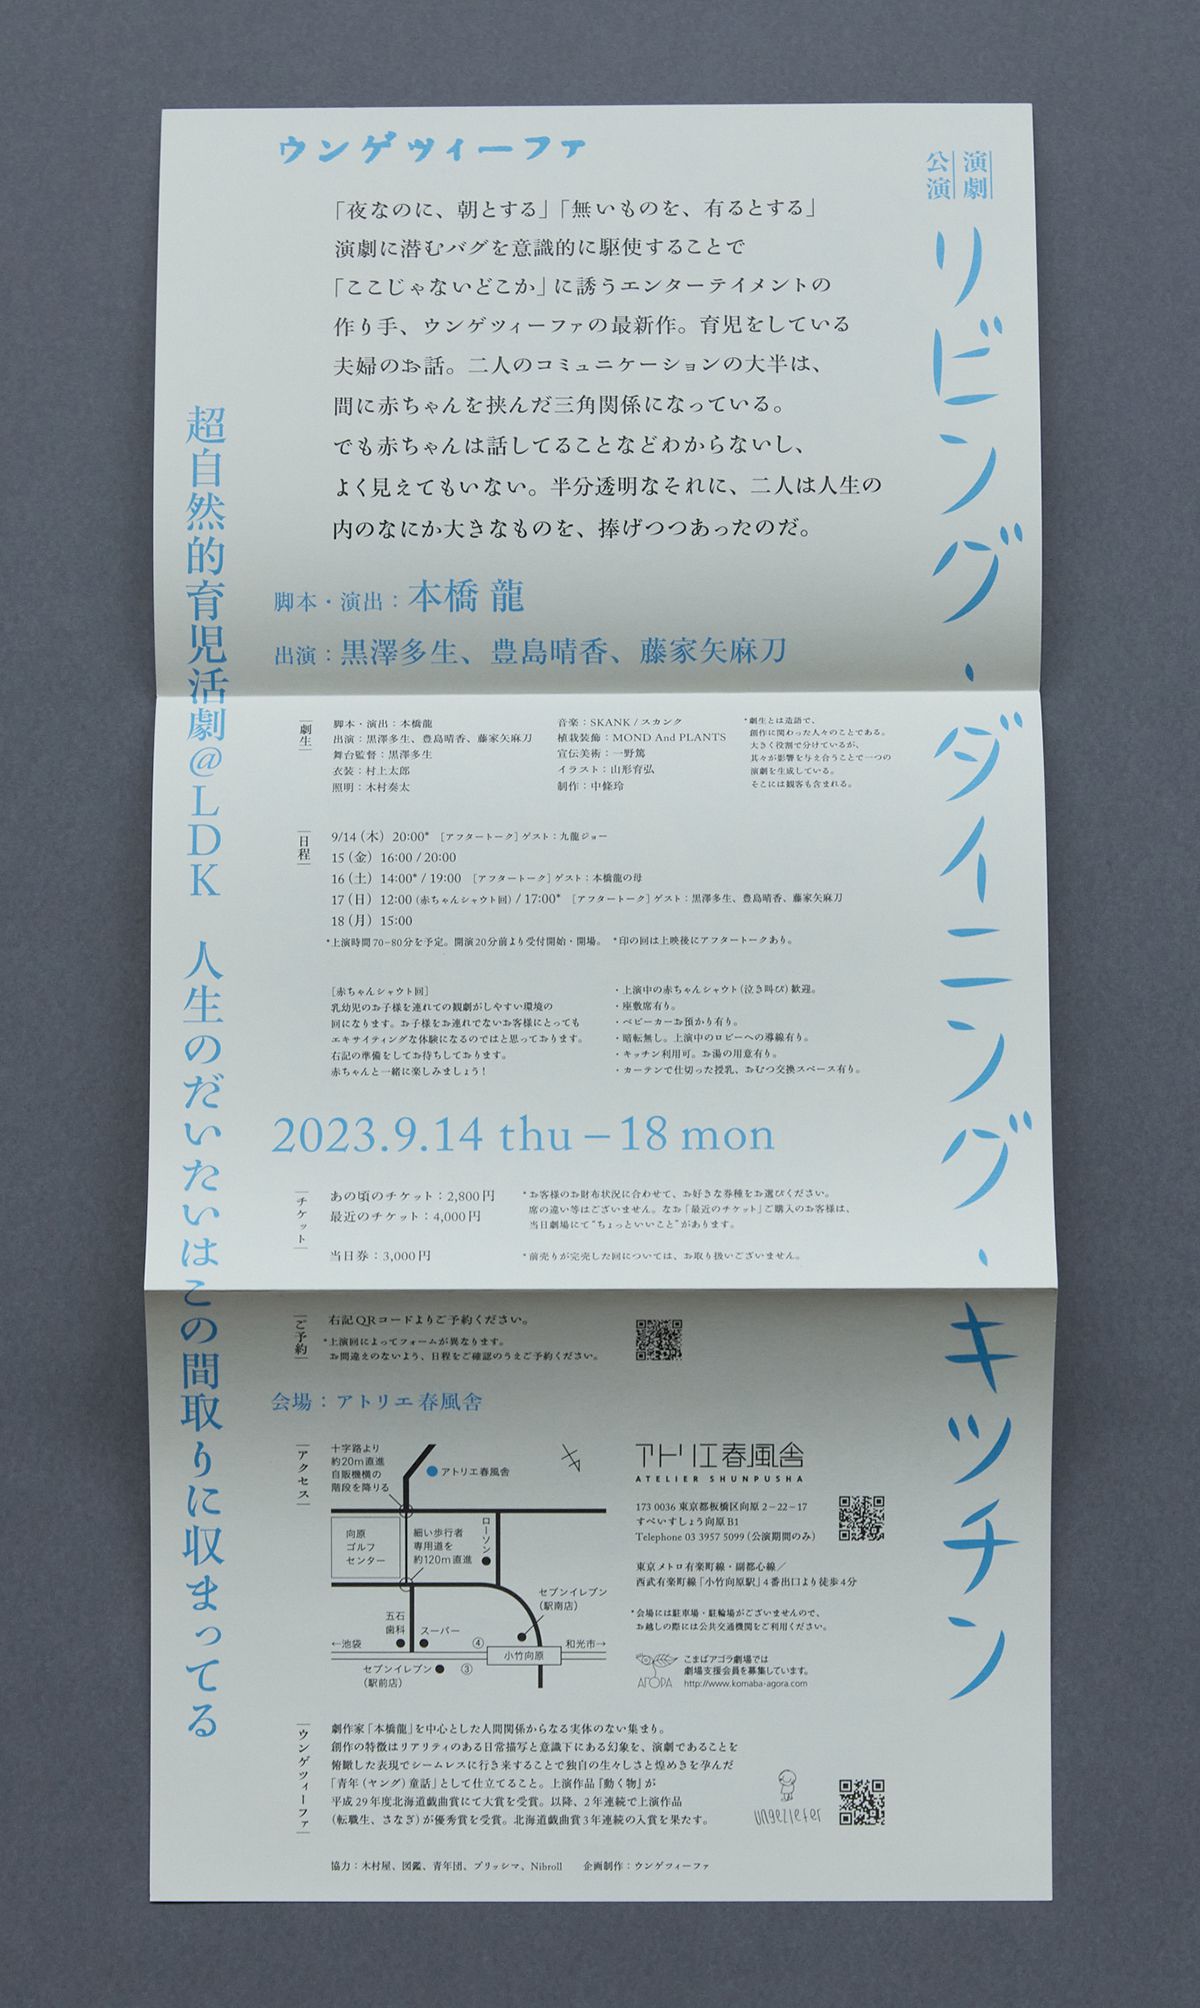 ウンゲツィーファ
演劇
公演
リビング・ダイニング・キッチン
「夜なのに、朝とする」「無いものを、有るとする」
演劇に潜むバグを意識的に駆使することで
「ここじゃないどこか」に誘うエンターテイメントの
作り手、ウンゲツィーファの最新作。育児をしている
夫婦のお話。二人のコミュニケーションの大半は、
間に赤ちゃんを挟んだ三角関係になっている。
でも赤ちゃんは話してることなどわからないし、
よく見えてもいない。半分透明なそれに、二人は人生の
内のなにか大きなものを、捧げつつあったのだ。
超自然的育児活劇@LDK 人生のだいたいはこの間取りに収まってる
脚本・演出：本橋 龍
出演：黒澤多生、豊島晴香、藤家矢麻刀
劇生
脚本・演出：本橋龍
出演：黒澤多生、豊島晴香、藤家矢麻刀
舞台監督：黒澤多生
衣装：村上太郎
照明：木村奏太
音楽：SKANK / スカンク
植栽装飾：MOND And PLANTS
宣伝美術：一野篤
イラスト：山形育弘
制作：中條玲
*劇生とは造語で、
創作に関わった人々のことである。
大きく役割で分けているが、
其々が影響を与え合うことで一つの
演劇を生成している。
そこには観客も含まれる。
日程
9/14（木）20:00* ［アフタートーク］ゲスト：九龍ジョー
15（金）16:00 / 20:00
16（土）14:00* / 19:00 ［アフタートーク］ゲスト：本橋龍の母
17（日）12:00（赤ちゃんシャウト回）/ 17:00* ［アフタートーク］ゲスト：黒澤多生、豊島晴香、藤家矢麻刀
18（月）15:00
*上演時間70–80分を予定。開演20分前より受付開始・開場。 *印の回は上映後にアフタートークあり。
［赤ちゃんシャウト回］
乳幼児のお子様を連れての観劇がしやすい環境の
回になります。お子様をお連れでないお客様にとっても
エキサイティングな体験になるのではと思っております。
右記の準備をしてお待ちしております。
赤ちゃんと一緒に楽しみましょう！
・上演中の赤ちゃんシャウト（泣き叫び）歓迎。
・座敷席有り。
・ベビーカーお預かり有り。
・暗転無し。上演中のロビーへの導線有り。
・キッチン利用可。お湯の用意有り。
・カーテンで仕切った授乳、おむつ交換スペース有り。
2023.9.14 thu – 18 mon
チケット
あの頃のチケット：2,800円
最近のチケット：4,000円
当日券：3,000円
*お客様のお財布状況に合わせて、お好きな券種をお選びください。
席の違い等はございません。なお「最近のチケット」ご購入のお客様は、
当日劇場にて“ちょっといいこと”があります。
*前売りが完売した回については、お取り扱いございません。
ご予約
右記QRコードよりご予約ください。
*上演回によってフォームが異なります。
お間違えのないよう、日程をご確認のうえご予約ください。
会場：アトリエ春風舎
アクセス
十字路より
約20m直進
自販機横の
階段を降りる
アトリエ春風舎
向原
ゴルフ
センター
細い歩行者
専用道を
約120m直進
ローソン
セブンイレブン
（駅南店）
五石
歯科
スーパー
←池袋
④
小竹向原
和光市→
セブンイレブン
（駅前店）
③
アトリエ春風舎
ATELIER SHUNPUSHA
173 0036 東京都板橋区向原 2−22−17
すぺいすしょう向原 B1
Telephone 03 3957 5099（公演期間のみ）
東京メトロ有楽町線・副都心線／
西武有楽町線「小竹向原駅」4番出口より徒歩4分
*会場には駐車場・駐輪場がございませんので、
お越しの際には公共交通機関をご利用ください。
AГOPA
こまばアゴラ劇場では
劇場支援会員を募集しています。
http://www.komaba-agora.com
ウンゲツィーファ
劇作家「本橋龍」を中心とした人間関係からなる実体のない集まり。
創作の特徴はリアリティのある日常描写と意識下にある幻象を、演劇であることを
俯瞰した表現でシームレスに行き来することで独自の生々しさと煌めきを孕んだ
「青年（ヤング）童話」として仕立てること。上演作品『動く物』が
平成29年度北海道戯曲賞にて大賞を受賞。以降、2年連続で上演作品
（転職生、さなぎ）が優秀賞を受賞。北海道戯曲賞3年連続の入賞を果たす。
ungeziefer
協力：木村屋、図鑑、青年団、プリッシマ、Nibroll 企画制作：ウンゲツィーファ